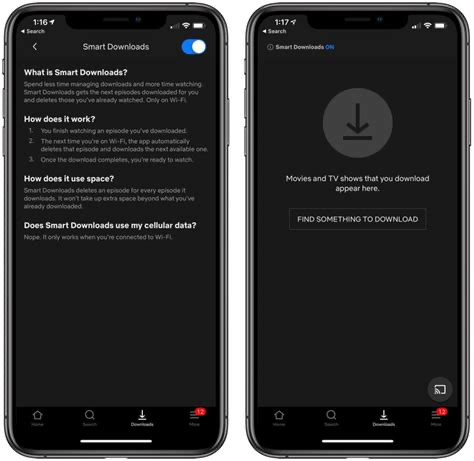 1:16
Search
Smart Downloads
What is Smart Downloads?
Spend less time managing downloads and more time watching.
Smart Downloads gets the next episodes downloaded for you
and deletes those you've already watched. Only on Wi-Fi.
How does it work?
1. You finish watching an episode you've downloaded.
2. The next time you're on Wi-Fi, the app automatically
deletes that episode and downloads the next available one.
3. Once the download completes, you're ready to watch.
How does it use space?
Smart Downloads deletes an episode for every episode it
downloads. It won't take up extra space beyond what you've
already downloaded.
Does Smart Downloads use my cellular data?
Nope. It only works when you're connected to Wi-Fi.
Home
Search
Downloads
12
More
1:17
Search
Smart Downloads ON
Movies and TV shows that you download
appear here.
FIND SOMETHING TO DOWNLOAD
Home
Search
Downloads
12
More